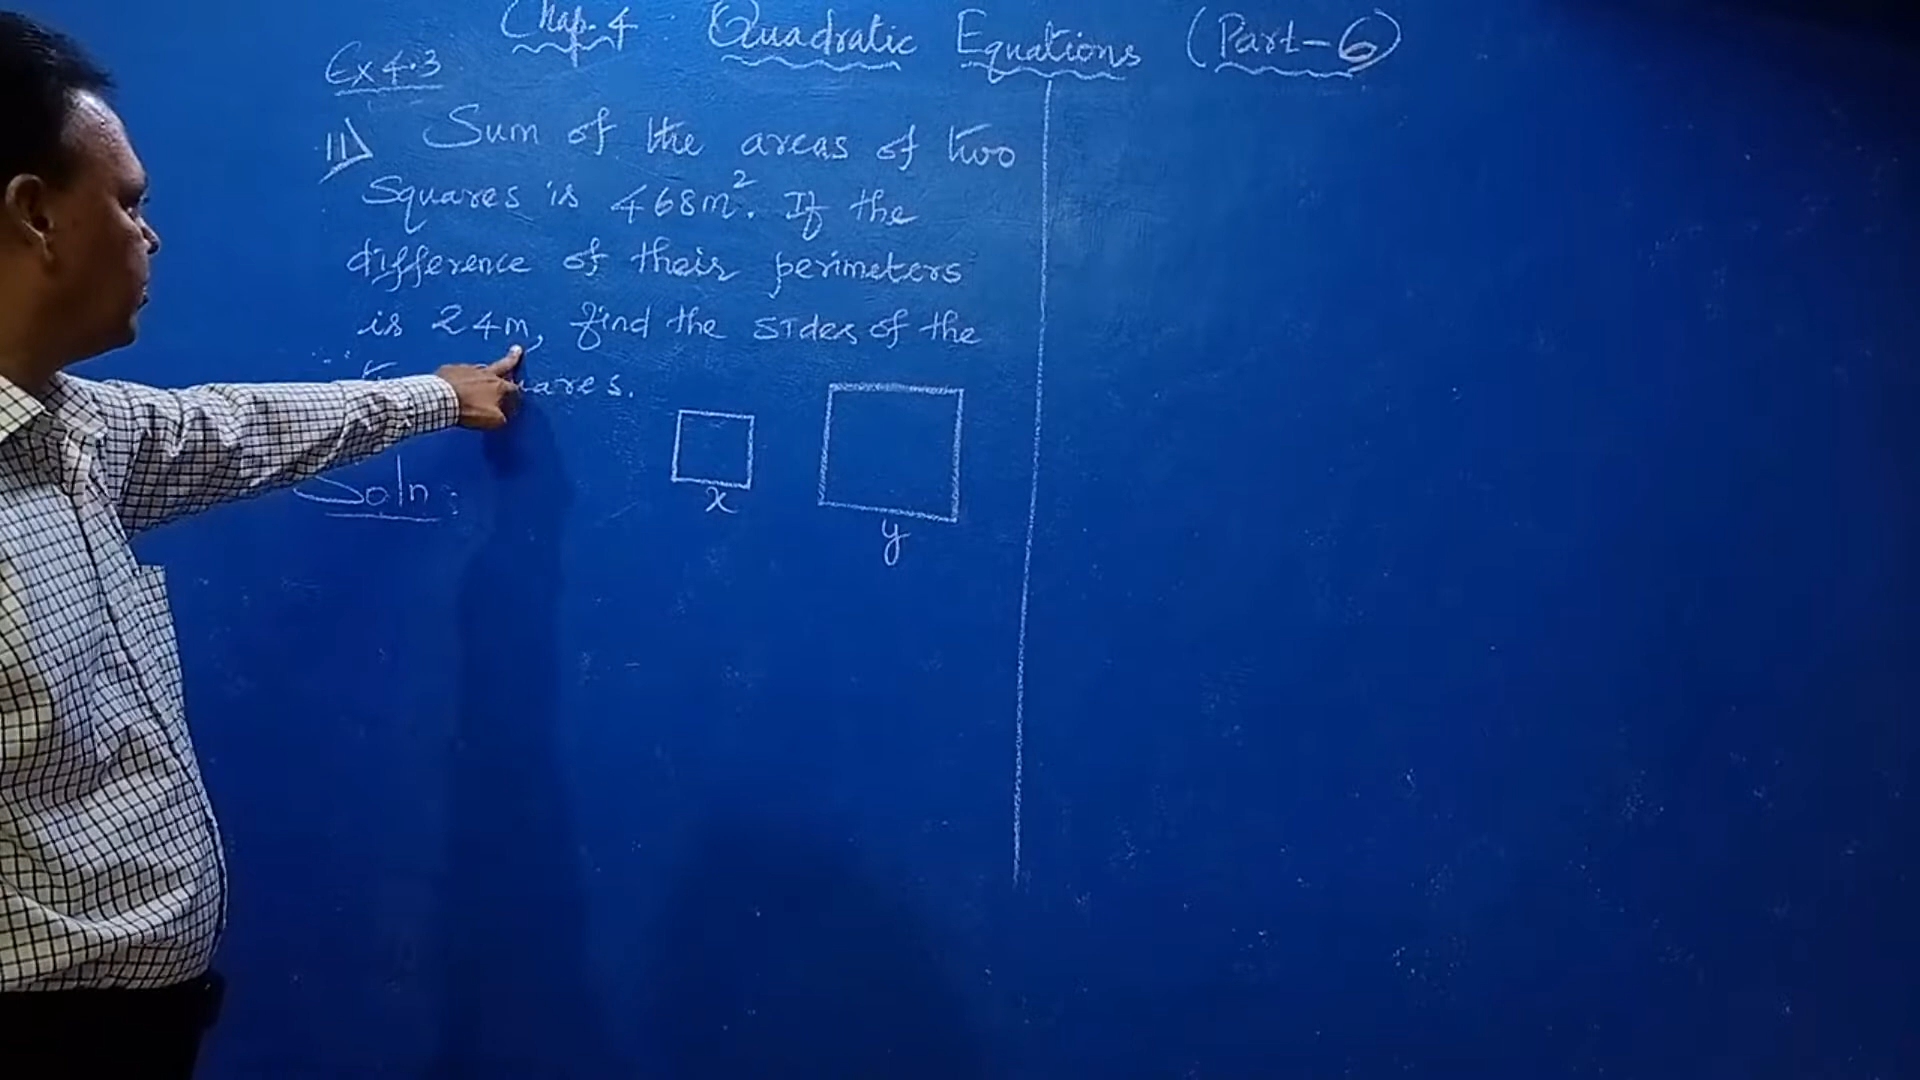 Chap. 4 : Quadratic Equations (Part-6)
Ex 4.3
11) Sum of the areas of two
Squares is 468m². If the
difference of their perimeters
is 24m, find the sides of the
Soln:
x
y